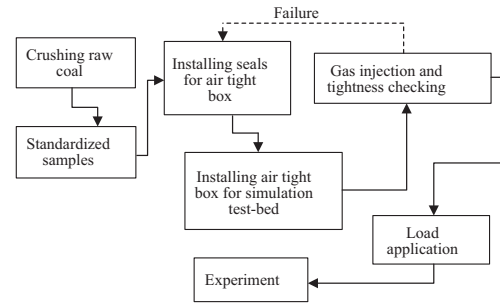 Failure
Crushing raw
coal
Installing seals
for air tight
box
Gas injection and
tightness checking
Standardized
samples
Installing air tight
box for simulation
test-bed
Load
application
Experiment